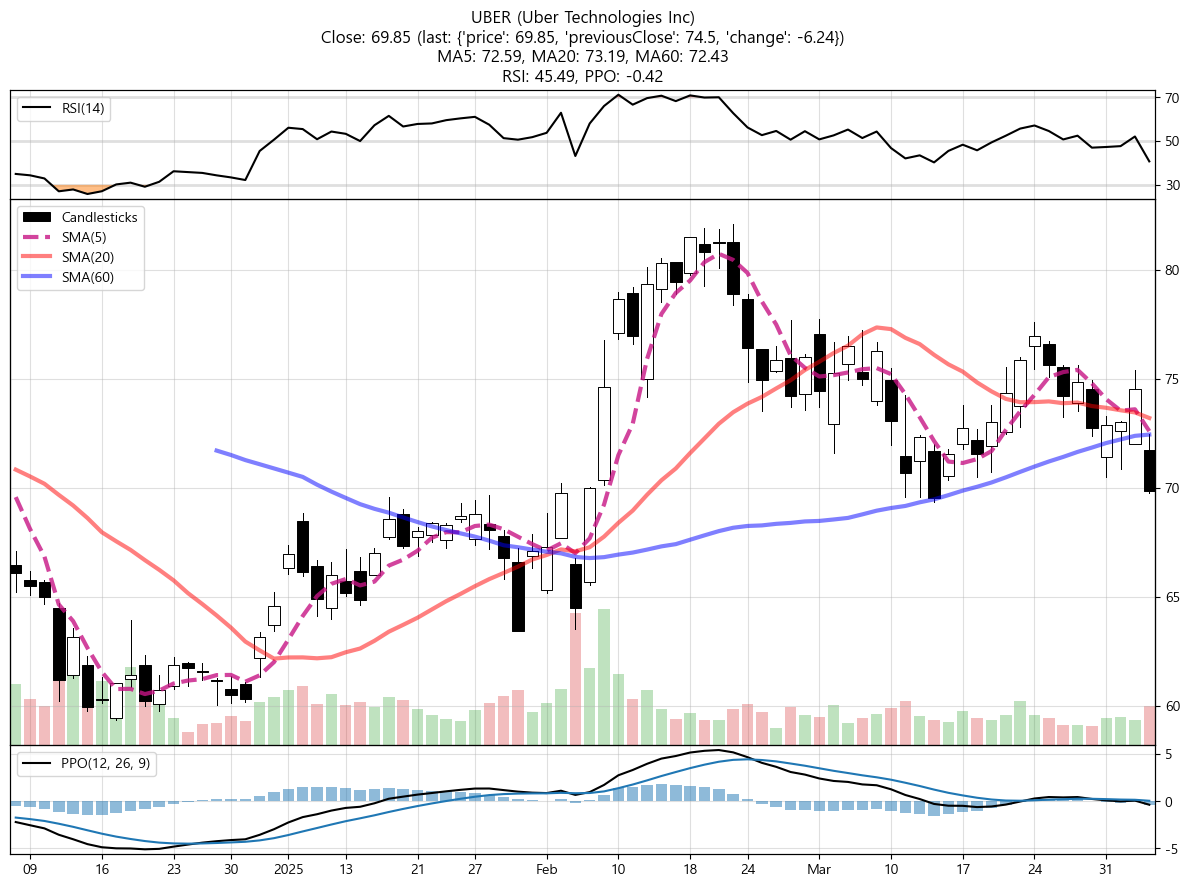 UBER (Uber Technologies Inc)
Close: 69.85 (last: {'price': 69.85, 'previousClose': 74.5, 'change': -6.24})
MA5: 72.59, MA20: 73.19, MA60: 72.43
RSI: 45.49, PPO: -0.42
RSI(14)
70
50
30
Candlesticks
SMA(5)
SMA(20)
SMA(60)
80
75
70
65
60
PPO(12, 26, 9)
5
0
-5
09 16 23 30 2025 13 21 27 Feb 10 18 24 Mar 10 17 24 31